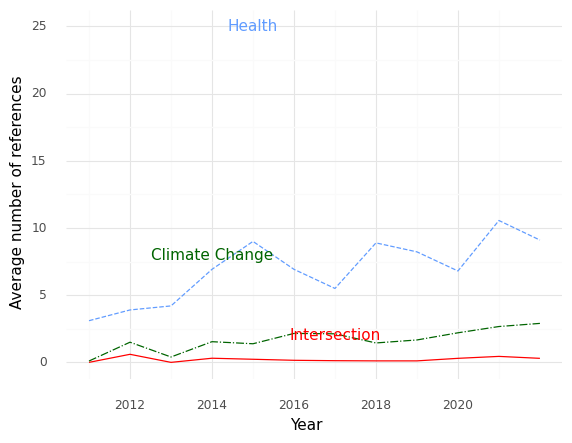 25
Health
20
15
10
Climate Change
5
Intersection
0
Average number of references
2012 2014 2016 2018 2020
Year